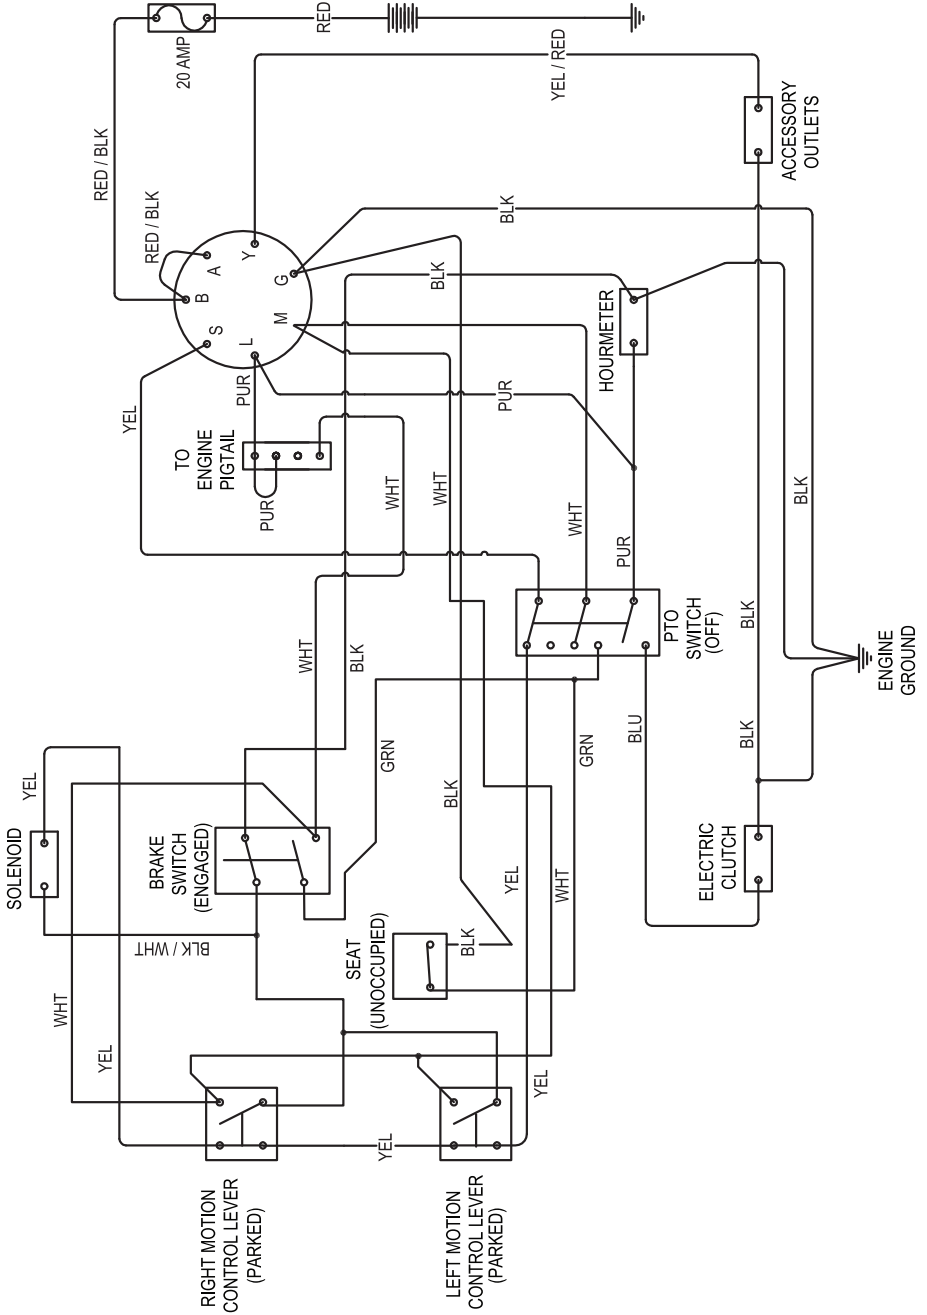 RED
20 AMP
RED / BLK
YEL / RED
ACCESSORY
OUTLETS
RED / BLK
BLK
A
Y
B
G
S
M
L
BLK
HOURMETER
PUR
YEL
PUR
TO
ENGINE
PIGTAIL
PUR
WHT
WHT
WHT
PUR
BLK
PTO
SWITCH
(OFF)
BLK
ENGINE
GROUND
WHT
BLK
GRN
GRN
BLU
BLK
YEL
BLK
SOLENOID
BRAKE
SWITCH
(ENGAGED)
ELECTRIC
CLUTCH
YEL
WHT
BLK / WHT
SEAT
(UNOCCUPIED)
BLK
WHT
YEL
YEL
YEL
RIGHT MOTION
CONTROL LEVER
(PARKED)
LEFT MOTION
CONTROL LEVER
(PARKED)